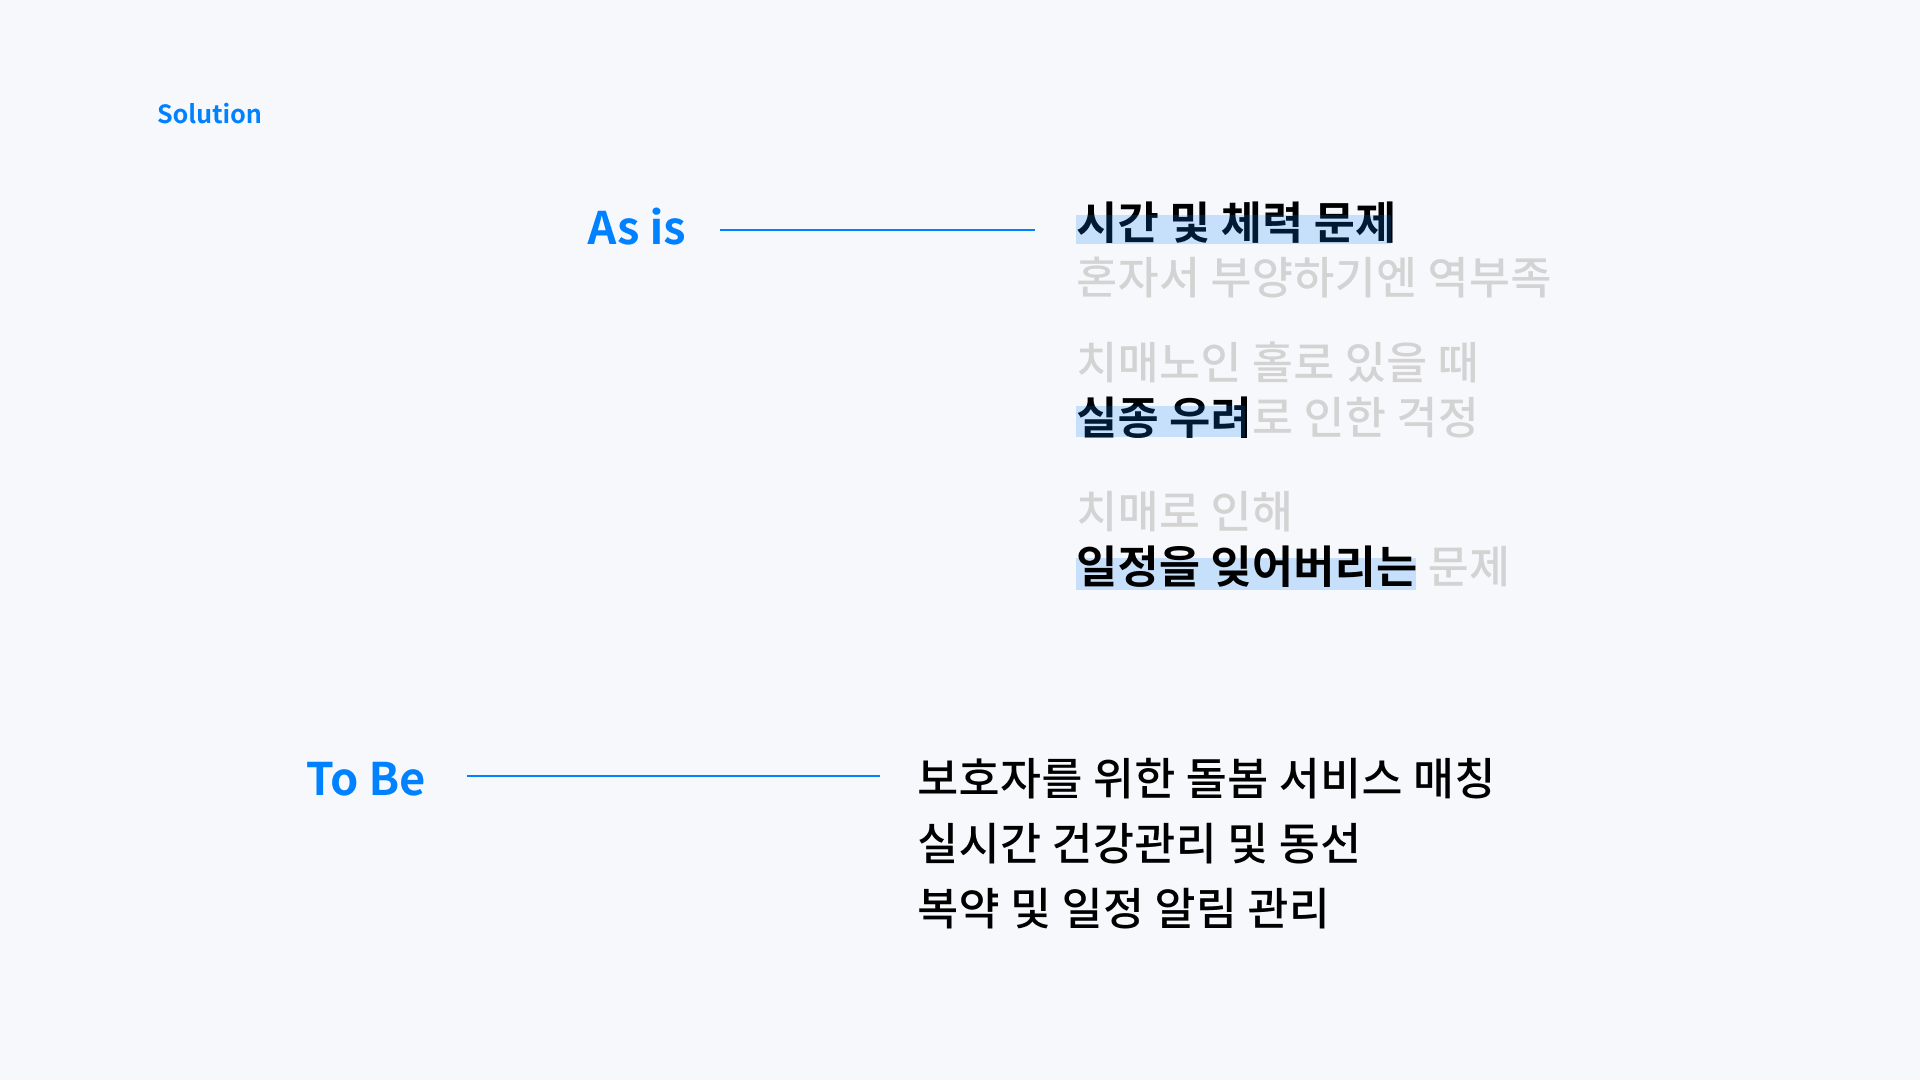 Solution
As is
시간 및 체력 문제
혼자서 부양하기엔 역부족
치매노인 홀로 있을 때
실종 우려로 인한 걱정
치매로 인해
일정을 잊어버리는 문제
To Be
보호자를 위한 돌봄 서비스 매칭
실시간 건강관리 및 동선
복약 및 일정 알림 관리